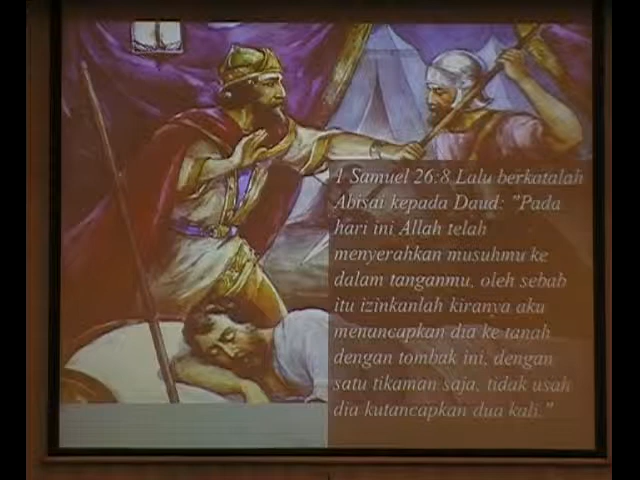 1 Samuel 26:8 Lalu berkatalah
Abisai kepada Daud: "Pada
hari ini Allah telah
menyerahkan musuhmu ke
dalam tanganmu, oleh sebab
itu izinkanlah kiranya aku
menancapkan dia ke tanah
dengan tombak ini, dengan
satu tikaman saja, tidak usah
dia kutancapkan dua kali."